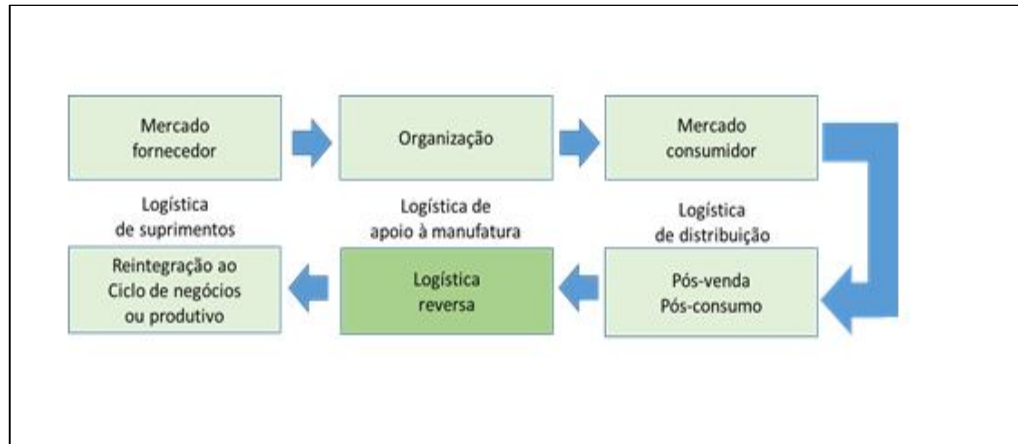 Mercado
fornecedor
Organização
Mercado
consumidor
Logística
de suprimentos
Logística de
apoio à manufatura
Logística
de distribuição
Reintegração ao
Ciclo de negócios
ou produtivo
Logística
reversa
Pós-venda
Pós-consumo